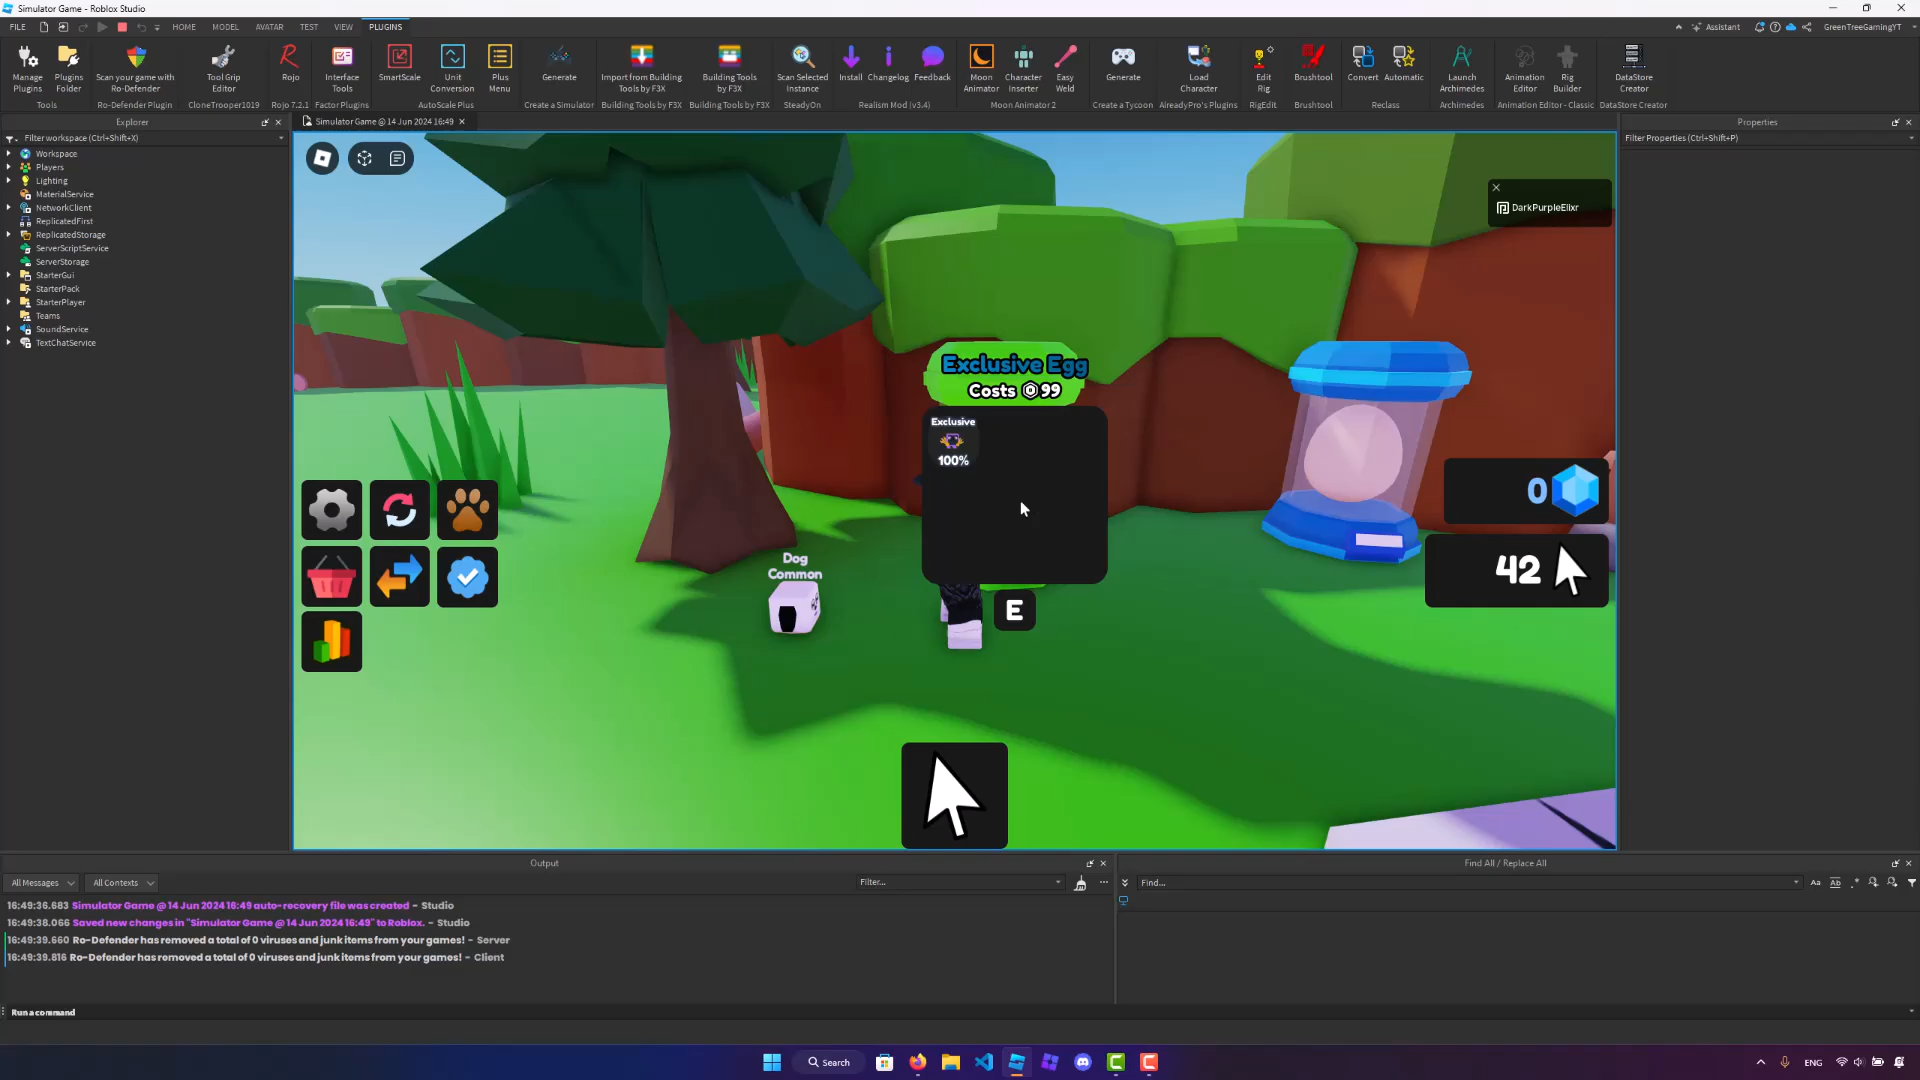 Simulator Game - Roblox Studio
FILE HOME MODEL AVATAR TEST VIEW PLUGINS
Assistant GreenTreeGamingYT
Manage Plugins
Plugins Folder
Scan your game with Ro-Defender
Tool Grip Editor
Rojo
Interface Tools
SmartScale
Unit Conversion
Plus Menu
Generate
Import from Building Tools by F3X
Building Tools by F3X
Scan Selected Instance
Install
Changelog
Feedback
Moon Animator
Character Inserter
Easy Weld
Generate
Load Character
Edit Rig
Brushtool
Convert
Automatic
Launch Archimedes
Animation Editor
Rig Builder
DataStore Creator
Tools Ro-Defender Plugin CloneTrooper1019 Rojo 7.2.1 Factor Plugins AutoScale Plus Create a Simulator Building Tools by F3X Building Tools by F3X SteadyOn Realism Mod (v3.4) Moon Animator 2 Create a Tycoon AlreadyPro's Plugins RigEdit Brushtool Reclass Archimedes Animation Editor - Classic DataStore Creator
Explorer
Simulator Game @ 14 Jun 2024 16:49
Properties
Filter workspace (Ctrl+Shift+X)
Filter Properties (Ctrl+Shift+P)
Workspace
Players
Lighting
MaterialService
NetworkClient
ReplicatedFirst
ReplicatedStorage
ServerScriptService
ServerStorage
StarterGui
StarterPack
StarterPlayer
Teams
SoundService
TextChatService
DarkPurpleElixr
Exclusive Egg
Costs 99
Exclusive
100%
Dog
Common
E
0
42
Output
Find All / Replace All
All Messages All Contexts Filter... Find... Aa Ab
16:49:36.683 Simulator Game @ 14 Jun 2024 16:49 auto-recovery file was created - Studio
16:49:38.066 Saved new changes in "Simulator Game @ 14 Jun 2024 16:49" to Roblox. - Studio
16:49:39.660 Ro-Defender has removed a total of 0 viruses and junk items from your games! - Server
16:49:39.816 Ro-Defender has removed a total of 0 viruses and junk items from your games! - Client
Run a command
Search
ENG